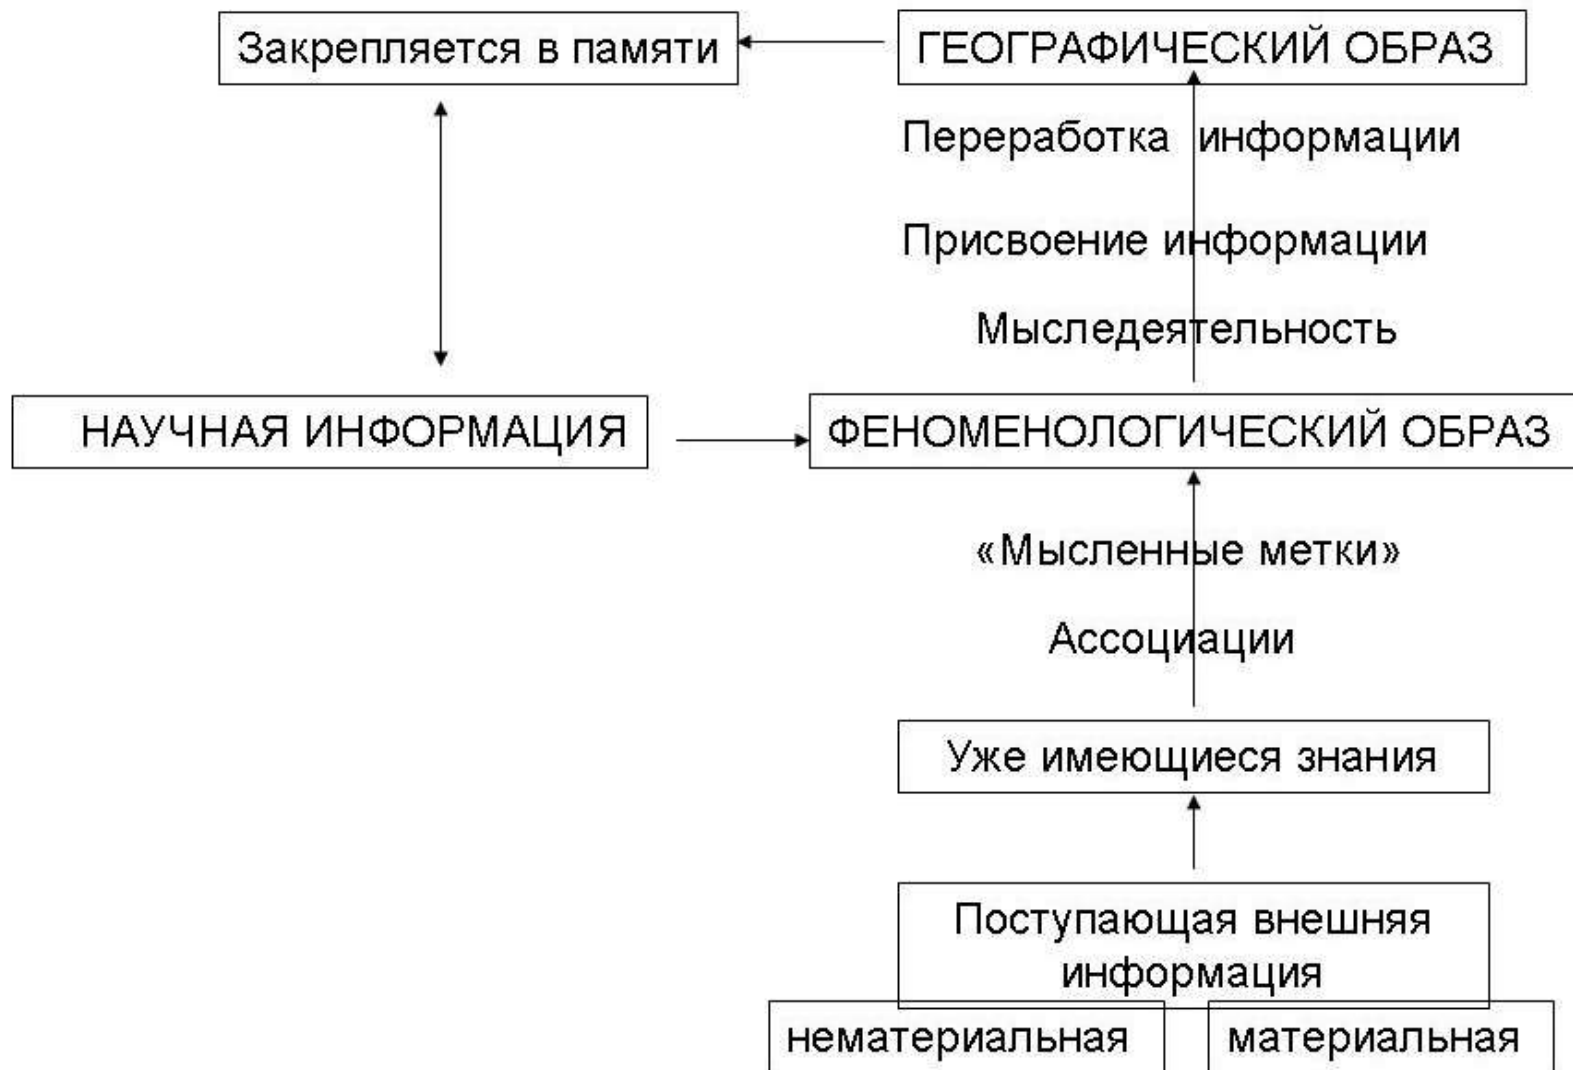 Закрепляется в памяти
ГЕОГРАФИЧЕСКИЙ ОБРАЗ
Переработка информации
Присвоение информации
Мыследеятельность
НАУЧНАЯ ИНФОРМАЦИЯ
ФЕНОМЕНОЛОГИЧЕСКИЙ ОБРАЗ
«Мысленные метки»
Ассоциации
Уже имеющиеся знания
Поступающая внешняя
информация
нематериальная
материальная